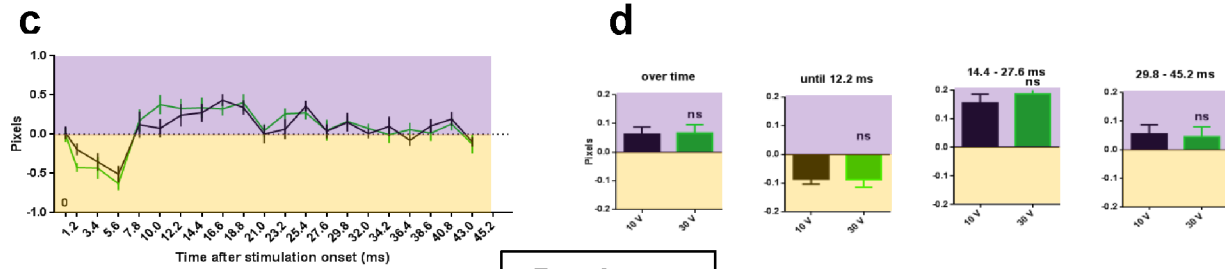 c
d
1.0
0.5
0.0
-0.5
-1.0
Pixels
0
1.2
3.4
5.6
7.8
10.0
12.2
14.4
16.6
18.8
21.0
23.2
25.4
27.6
29.8
32.0
34.2
36.4
38.6
40.8
43.0
45.2
Time after stimulation onset (ms)
over time
0.2
0.1
0.0
-0.1
-0.2
Pixels
ns
10 V
30 V
until 12.2 ms
0.2
0.1
0.0
-0.1
-0.2
ns
10 V
30 V
14.4 - 27.6 ms
0.2
0.1
0.0
-0.1
-0.2
ns
10 V
30 V
29.8 - 45.2 ms
0.2
0.1
0.0
-0.1
-0.2
ns
10 V
30 V